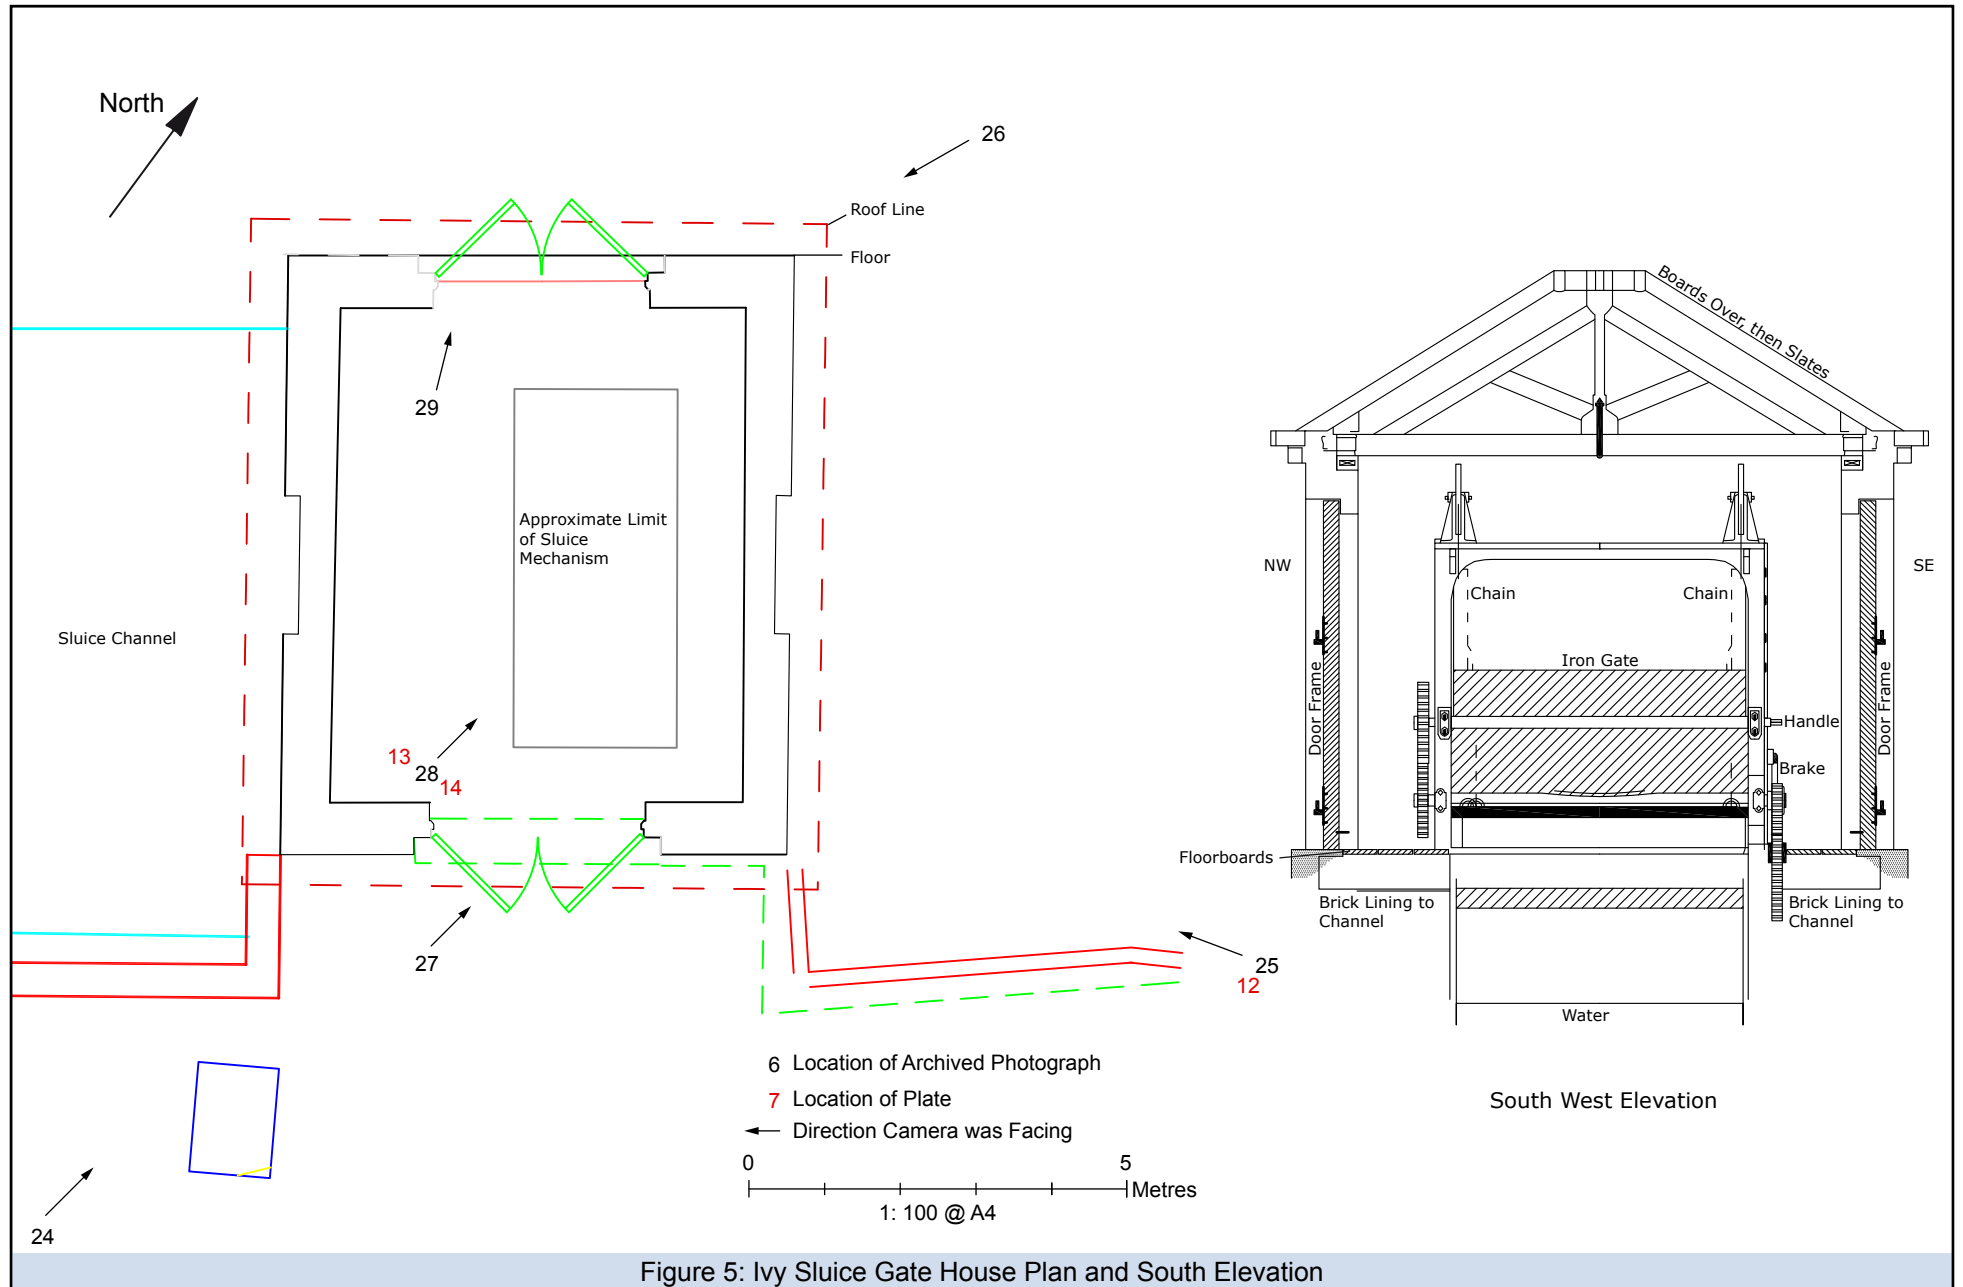 North
26
Roof Line
Floor
29
Approximate Limit
of Sluice
Mechanism
Sluice Channel
13
28
14
27
25
12
24
6 Location of Archived Photograph
7 Location of Plate
Direction Camera was Facing
0 5
Metres
1: 100 @ A4
Boards Over, then Slates
NW
SE
Chain
Chain
Iron Gate
Door Frame
Door Frame
Handle
Brake
Floorboards
Brick Lining to
Channel
Brick Lining to
Channel
Water
South West Elevation
Figure 5: Ivy Sluice Gate House Plan and South Elevation